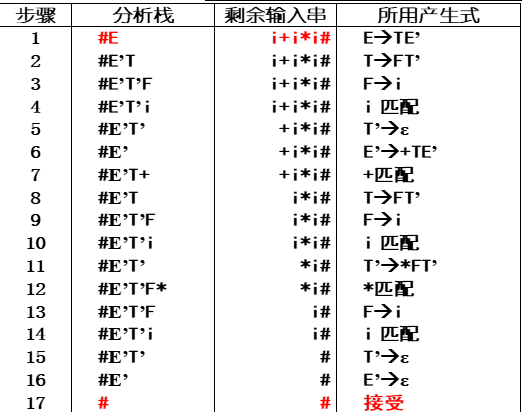 步骤 分析栈 剩余输入串 所用产生式
1 #E i+i*i# E→TE’
2 #E’T i+i*i# T→FT’
3 #E’T’F i+i*i# F→i
4 #E’T’i i+i*i# i 匹配
5 #E’T’ +i*i# T’→ε
6 #E’ +i*i# E’→+TE’
7 #E’T+ +i*i# +匹配
8 #E’T i*i# T→FT’
9 #E’T’F i*i# F→i
10 #E’T’i i*i# i 匹配
11 #E’T’ *i# T’→*FT’
12 #E’T’F* *i# *匹配
13 #E’T’F i# F→i
14 #E’T’i i# i 匹配
15 #E’T’ # T’→ε
16 #E’ # E’→ε
17 # # 接受